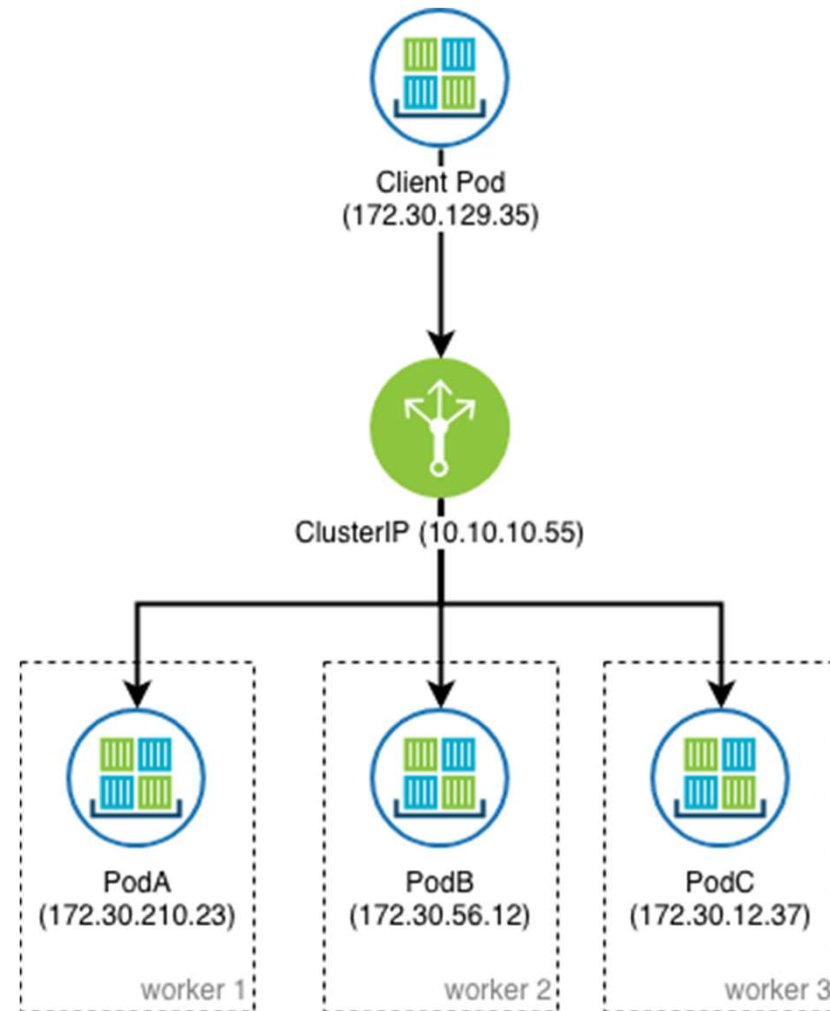 Client Pod
(172.30.129.35)
ClusterIP (10.10.10.55)
PodA
(172.30.210.23)
worker 1
PodB
(172.30.56.12)
worker 2
PodC
(172.30.12.37)
worker 3